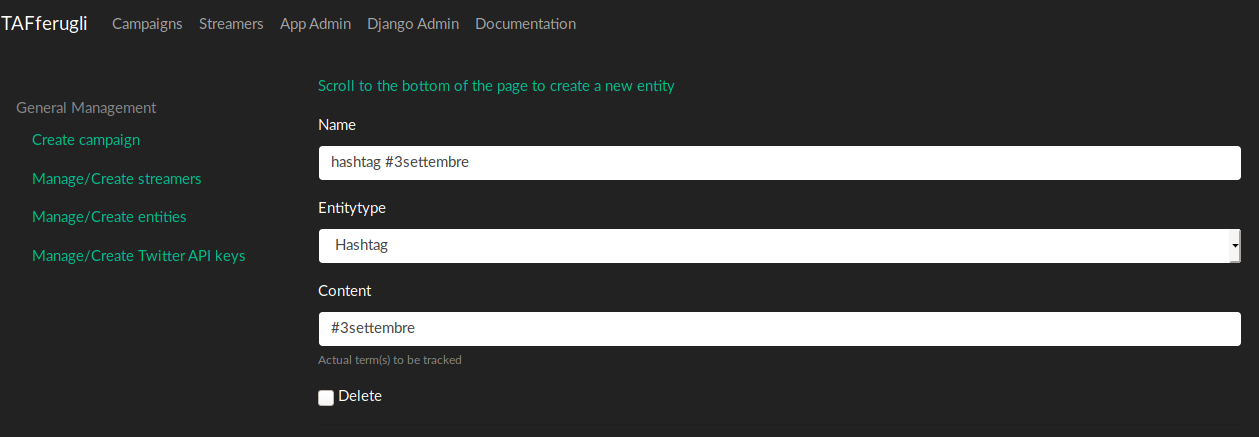 TAFferugli Campaigns Streamers App Admin Django Admin Documentation
General Management
Create campaign
Manage/Create streamers
Manage/Create entities
Manage/Create Twitter API keys
Scroll to the bottom of the page to create a new entity
Name
hashtag #3settembre
Entitytype
Hashtag
Content
#3settembre
Actual term(s) to be tracked
Delete